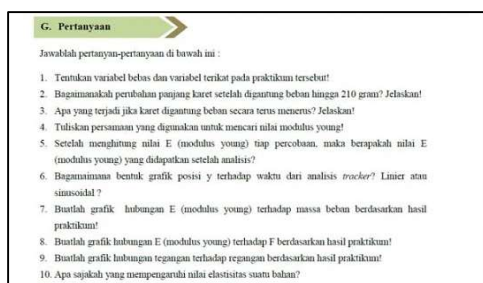 G. Pertanyaan
Jawablah pertanyan-pertanyaan di bawah ini :
1. Tentukan variabel bebas dan variabel terikat pada praktikum tersebut!
2. Bagaimanakah perubahan panjang karet setelah digantung beban hingga 210 gram? Jelaskan!
3. Apa yang terjadi jika karet digantung beban secara terus menerus? Jelaskan!
4. Tuliskan persamaan yang digunakan untuk mencari nilai modulus young!
5. Setelah menghitung nilai E (modulus young) tiap percobaan, maka berapakah nilai E
(modulus young) yang didapatkan setelah analisis?
6. Bagamaimana bentuk grafik posisi y terhadap waktu dari analisis tracker? Linier atau
sinusoidal ?
7. Buatlah grafik hubungan E (modulus young) terhadap massa beban berdasarkan hasil
praktikum!
8. Buatlah grafik hubungan E (modulus young) terhadap F berdasarkan hasil praktikum!
9. Buatlah grafik hubungan tegangan terhadap regangan berdasarkan hasil praktikum!
10. Apa sajakah yang mempengaruhi nilai elastisitas suatu bahan?